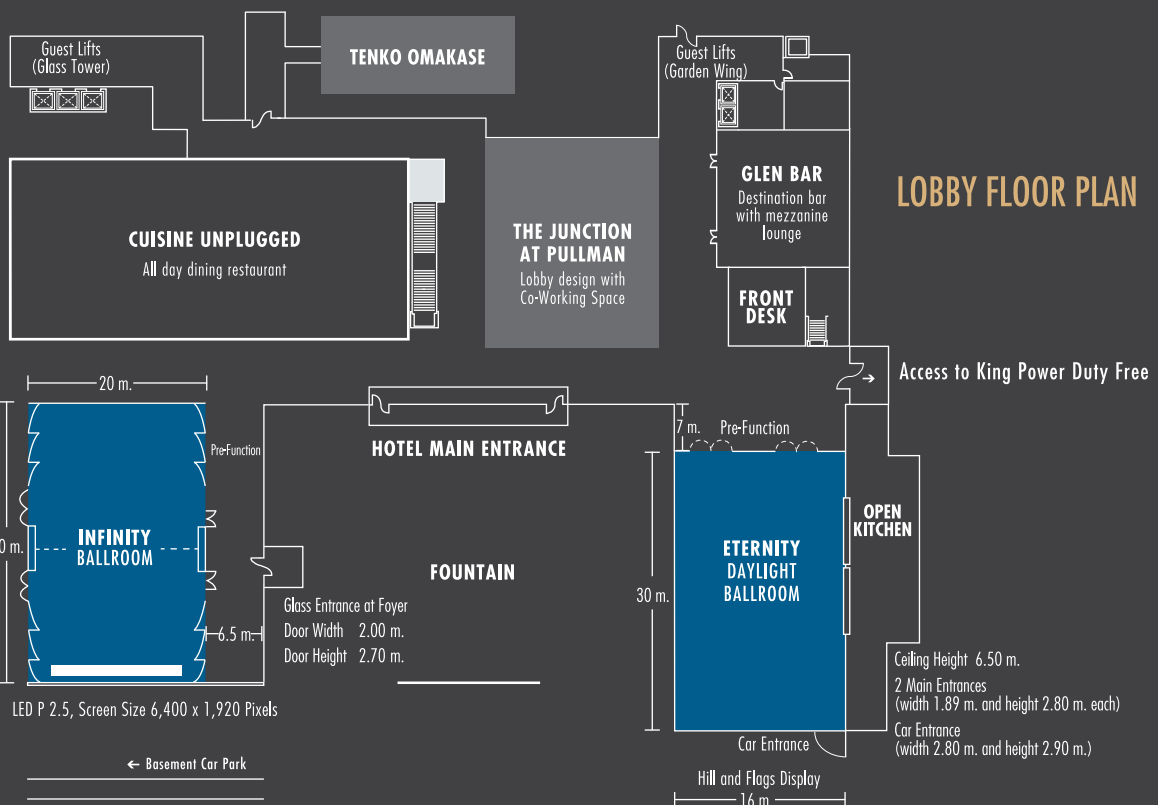 Guest Lifts
(Glass Tower)
TENKO OMAKASE
Guest Lifts
(Garden Wing)
LOBBY FLOOR PLAN
GLEN BAR
Destination bar
with mezzanine
lounge
CUISINE UNPLUGGED
All day dining restaurant
THE JUNCTION
AT PULLMAN
Lobby design with
Co-Working Space
FRONT
DESK
Access to King Power Duty Free
20 m.
Pre-Function
HOTEL MAIN ENTRANCE
7 m.
Pre-Function
INFINITY
BALLROOM
0 m.
OPEN
KITCHEN
ETERNITY
DAYLIGHT
BALLROOM
FOUNTAIN
30 m.
Glass Entrance at Foyer
Door Width 2.00 m.
Door Height 2.70 m.
6.5 m.
Ceiling Height 6.50 m.
2 Main Entrances
(width 1.89 m. and height 2.80 m. each)
Car Entrance
(width 2.80 m. and height 2.90 m.)
LED P 2.5, Screen Size 6,400 x 1,920 Pixels
Car Entrance
← Basement Car Park
Hill and Flags Display
16 m